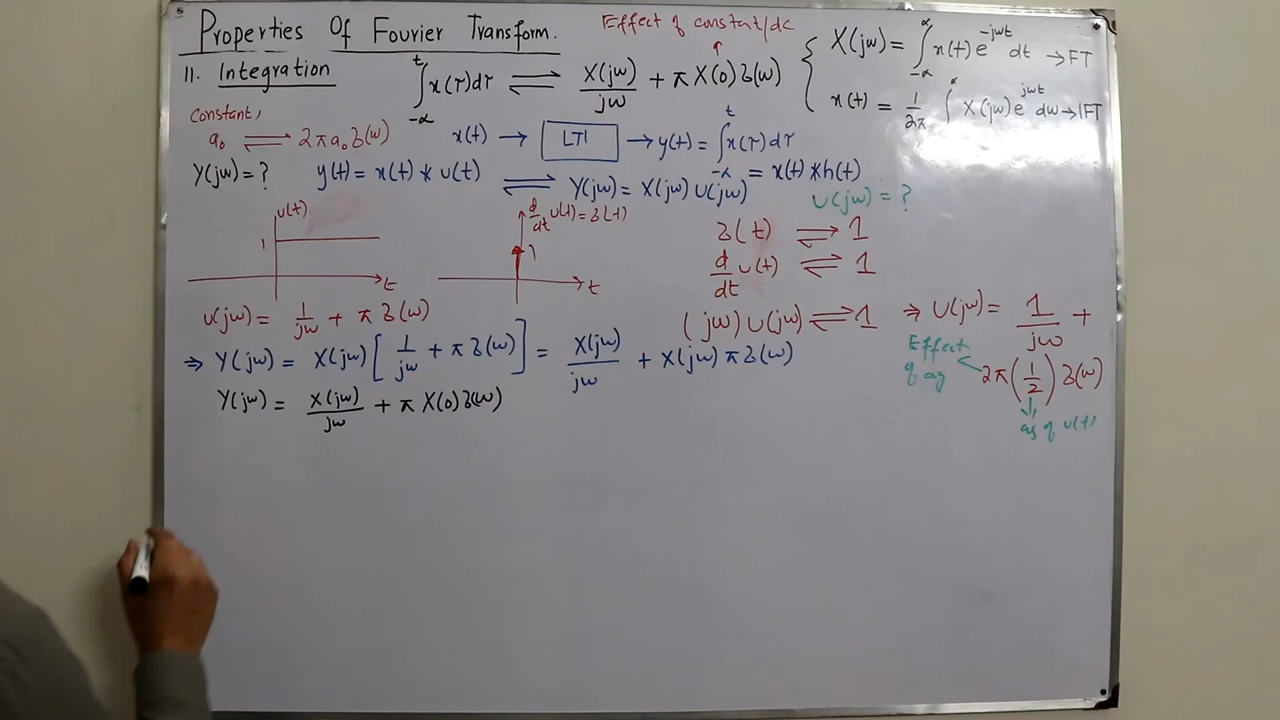 Properties Of Fourier Transform.
Effect of constant/dc
11. Integration
∫_{-∞}^{t} x(τ)dτ ⇌ X(jω)/jω + π X(0) δ(ω)
X(jω) = ∫_{-∞}^{∞} x(t) e^{-jωt} dt → FT
x(t) = 1/2π ∫^{∞} X(jω) e^{jωt} dω → IFT
constant,
a₀ ⇌ 2π a₀ δ(ω)
x(t) → LTI → y(t) = ∫_{-∞}^{t} x(τ) dτ
= x(t) * h(t)
Y(jω) = ?
y(t) = x(t) * u(t) ⇌ Y(jω) = X(jω) U(jω)
U(jω) = ?
u(t)
1
t
d/dt u(t) = δ(t)
1
t
δ(t) ⇌ 1
d/dt u(t) ⇌ 1
(jω) U(jω) ⇌ 1 ⇒ U(jω) = 1/jω +
2π(1/2) δ(ω)
Effect
as of u(t)
U(jω) = 1/jω + π δ(ω)
⇒ Y(jω) = X(jω) [1/jω + π δ(ω)] = X(jω)/jω + X(jω) π δ(ω)
Y(jω) = X(jω)/jω + π X(0) δ(ω)